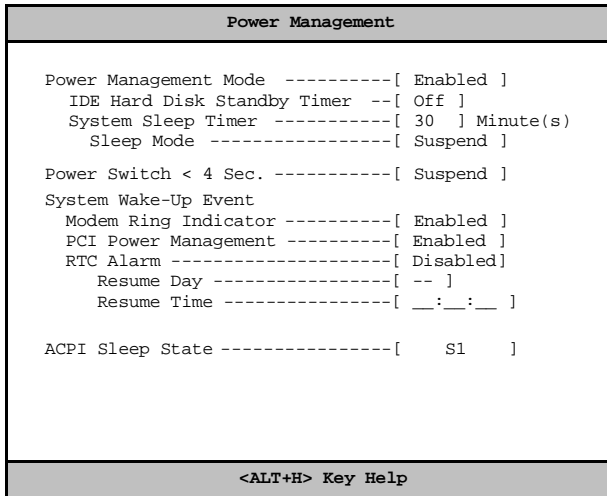 Power Management
Power Management Mode ----------[ Enabled ]
IDE Hard Disk Standby Timer --[ Off ]
System Sleep Timer -----------[ 30 ] Minute(s)
Sleep Mode -----------------[ Suspend ]
Power Switch < 4 Sec. -----------[ Suspend ]
System Wake-Up Event
Modem Ring Indicator ----------[ Enabled ]
PCI Power Management ----------[ Enabled ]
RTC Alarm --------------------[ Disabled]
Resume Day -----------------[ -- ]
Resume Time ----------------[ __:__:__ ]
ACPI Sleep State ----------------[ S1 ]
<ALT+H> Key Help